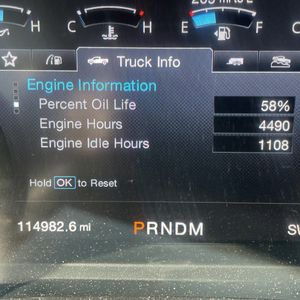 H C H E F
Truck Info
Engine Information
Percent Oil Life 58%
Engine Hours 4490
Engine Idle Hours 1108
Hold OK to Reset
114982.6 mi PRNDM